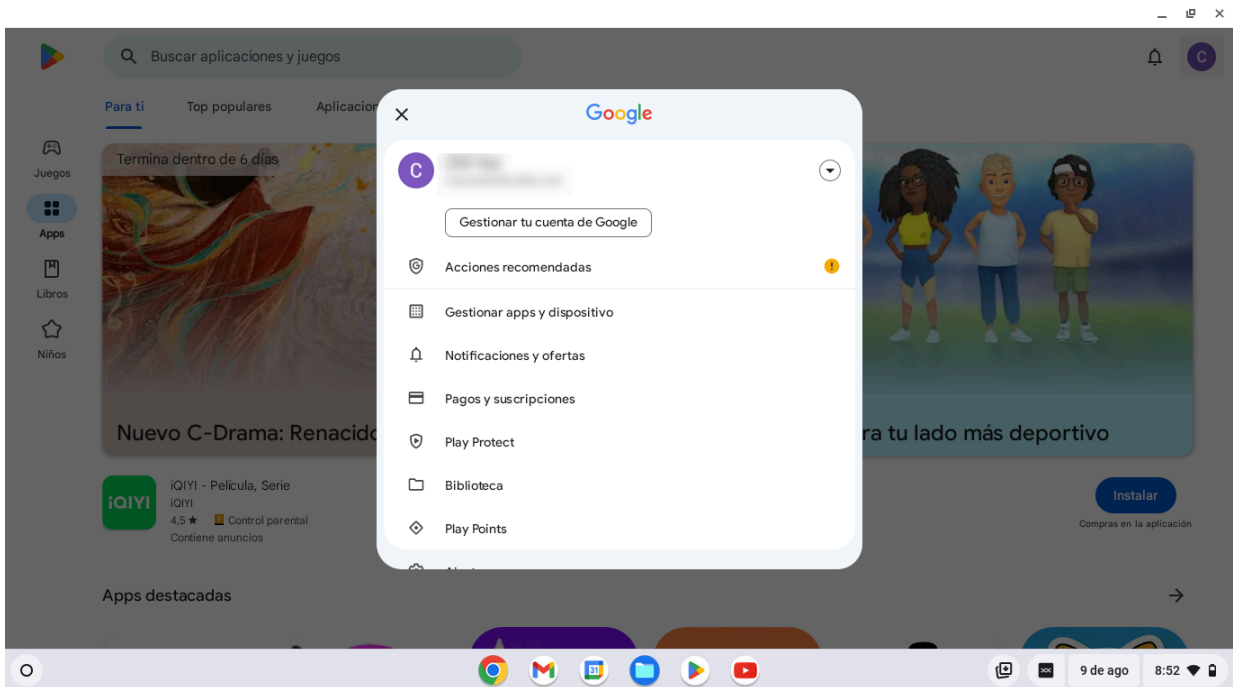 Buscar aplicaciones y juegos
C
Para ti
Top populares
Google
Juegos
Apps
Libros
Niños
Termina dentro de 6 días
C
Gestionar tu cuenta de Google
Acciones recomendadas
Gestionar apps y dispositivo
Notificaciones y ofertas
Pagos y suscripciones
Play Protect
Biblioteca
Play Points
Nuevo C-Drama:
ra tu lado más deportivo
iQIYI
iQIYI - Película, Serie
iQIYI
4,5★ Control parental
Contiene anuncios
Instalar
Compras en la aplicación
Apps destacadas
31
9 de ago
8:52